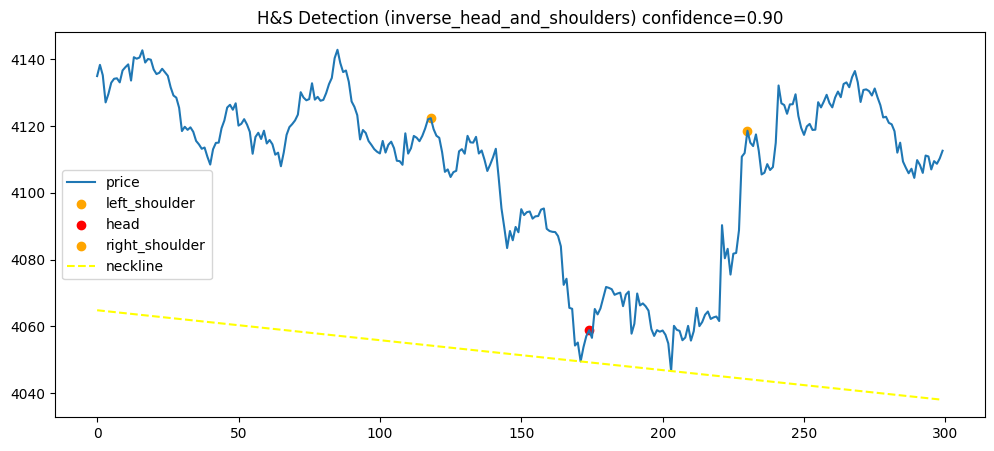 H&S Detection (inverse_head_and_shoulders) confidence=0.90
4140
4120
4100
4080
4060
4040
price
left_shoulder
head
right_shoulder
neckline
0
50
100
150
200
250
300